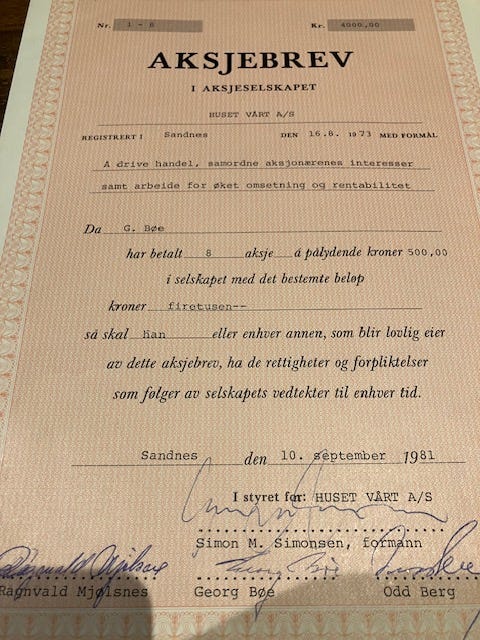 Nr. 1 - 8 Kr. 4000,00
AKSJEBREV
I AKSJESELSKAPET
HUSET VÅRT A/S
REGISTRERT I Sandnes DEN 16.8. 1973 MED FORMÅL
A drive handel, samordne aksjonærenes interesser
samt arbeide for øket omsetning og rentabilitet
Da G. Bøe
har betalt 8 aksje å pålydende kroner 500,00
i selskapet med det bestemte beløp
kroner firetusen--
så skal han eller enhver annen, som blir lovlig eier
av dette aksjebrev, ha de rettigheter og forpliktelser
som følger av selskapets vedtekter til enhver tid.
Sandnes den 10. september 1981
I styret for: HUSET VÅRT A/S
Simon M. Simonsen, formann
Ragnvald Mjølsnes Georg Bøe
Ragnvald Mjølsnes Georg Bøe Odd Berg